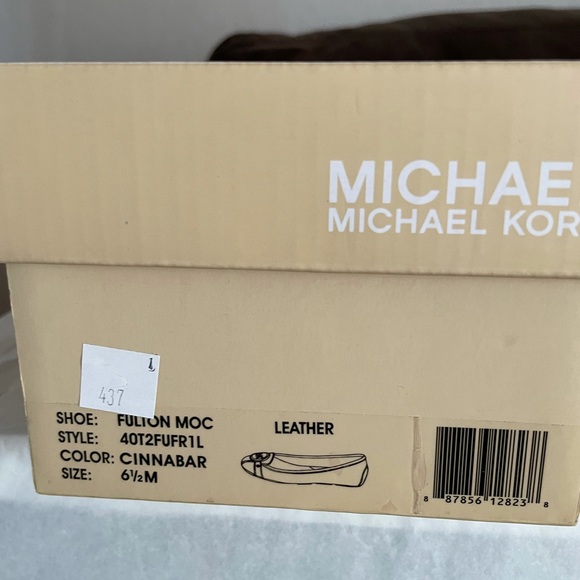 MICHAE
MICHAEL KOR
L
437
SHOE: FULTON MOC
LEATHER
STYLE: 40T2FUFR1L
COLOR: CINNABAR
SIZE: 6½M
8 87856 12823 8